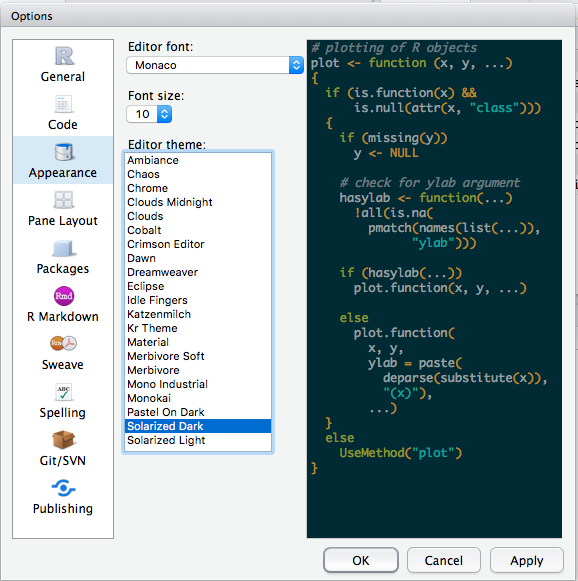 Options
General
Code
Appearance
Pane Layout
Packages
Rmd
R Markdown
Sweave
ABC
Spelling
Git/SVN
Publishing
Editor font:
Monaco
Font size:
10
Editor theme:
Ambiance
Chaos
Chrome
Clouds Midnight
Clouds
Cobalt
Crimson Editor
Dawn
Dreamweaver
Eclipse
Idle Fingers
Katzenmilch
Kr Theme
Material
Merbivore Soft
Merbivore
Mono Industrial
Monokai
Pastel On Dark
Solarized Dark
Solarized Light
# plotting of R objects
plot <- function (x, y, ...)
{
  if (is.function(x) &&
      is.null(attr(x, "class")))
  {
    if (missing(y))
      y <- NULL
    # check for ylab argument
    hasylab <- function(...)
      !all(is.na(
        pmatch(names(list(...)),
              "ylab")))
    if (hasylab(...))
      plot.function(x, y, ...)
    else
      plot.function(
        x, y,
        ylab = paste(
          deparse(substitute(x)),
          "(x)"),
        ...)
  }
  else
    UseMethod("plot")
}
OK
Cancel
Apply